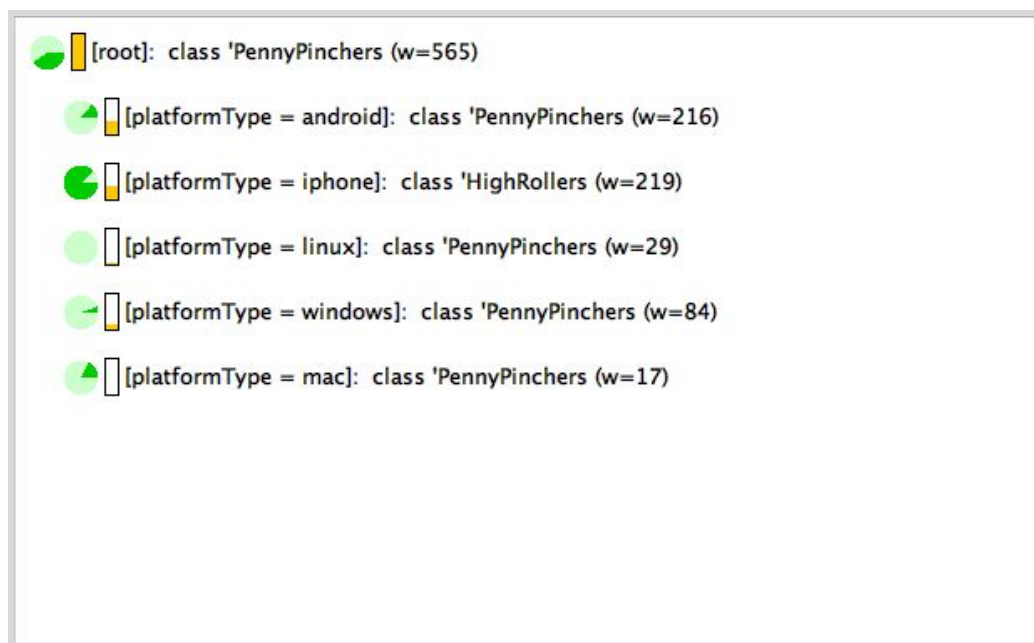 [root]: class 'PennyPinchers (w=565)
[platformType = android]: class 'PennyPinchers (w=216)
[platformType = iphone]: class 'HighRollers (w=219)
[platformType = linux]: class 'PennyPinchers (w=29)
[platformType = windows]: class 'PennyPinchers (w=84)
[platformType = mac]: class 'PennyPinchers (w=17)